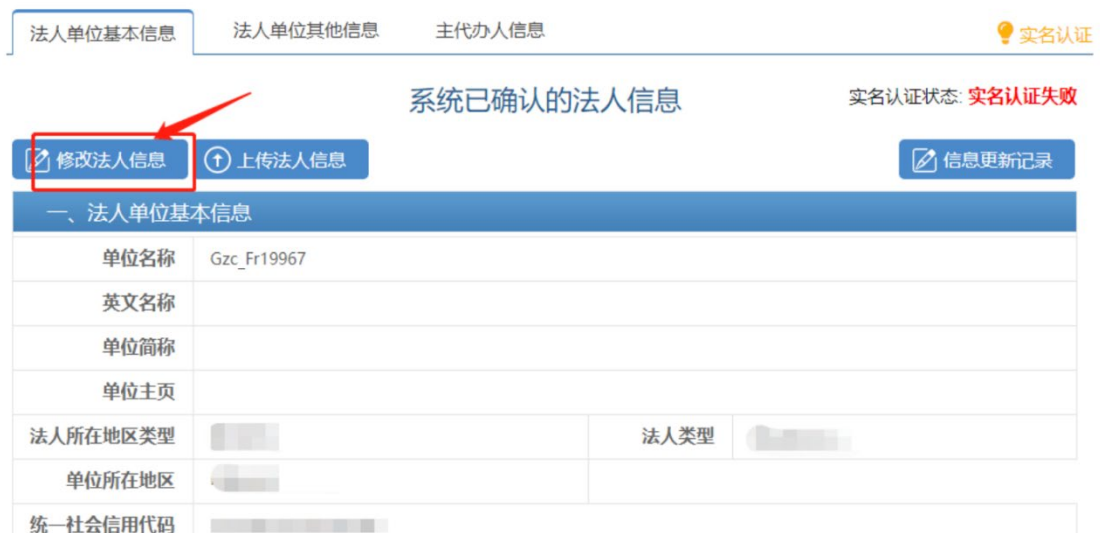 法人单位基本信息 法人单位其他信息 主代办人信息 实名认证
系统已确认的法人信息 实名认证状态: 实名认证失败
修改法人信息 上传法人信息 信息更新记录
一、法人单位基本信息
单位名称 Gzc_Fr19967
英文名称
单位简称
单位主页
法人所在地区类型 法人类型
单位所在地区
统一社会信用代码